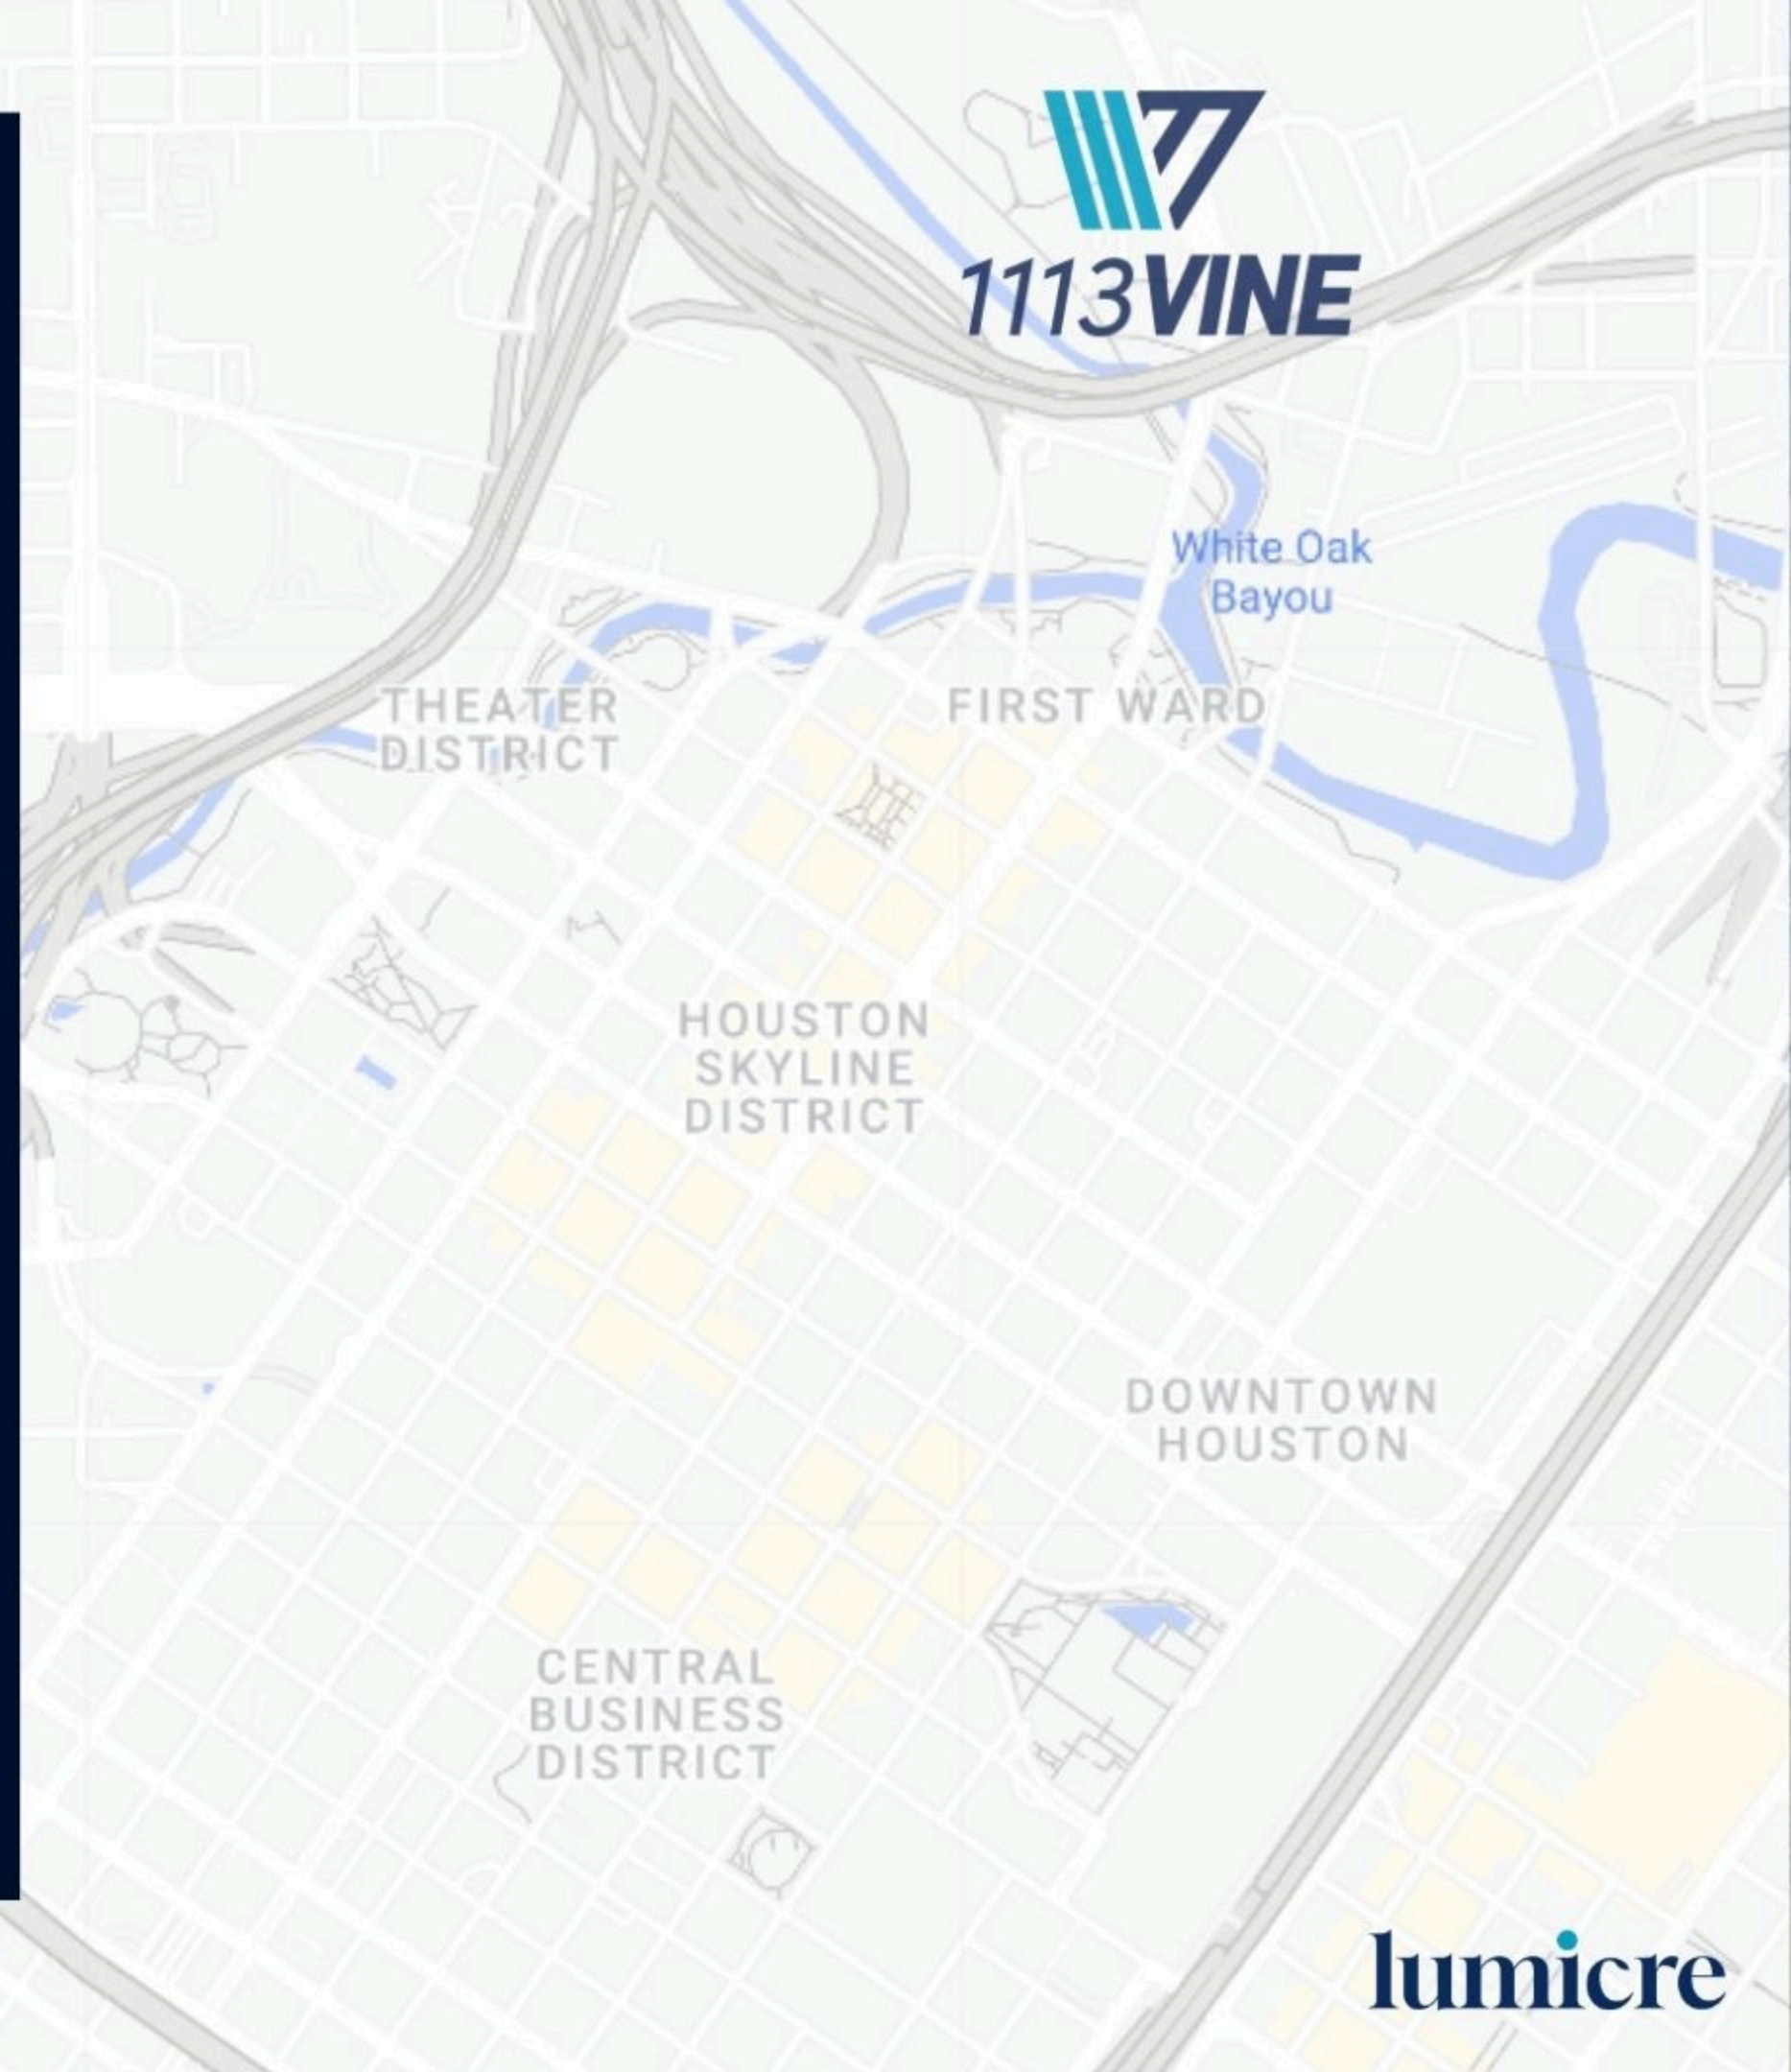 1113VINE
White Oak
Bayou
THEATER
DISTRICT
FIRST WARD
HOUSTON
SKYLINE
DISTRICT
DOWNTOWN
HOUSTON
CENTRAL
BUSINESS
DISTRICT
lumicre